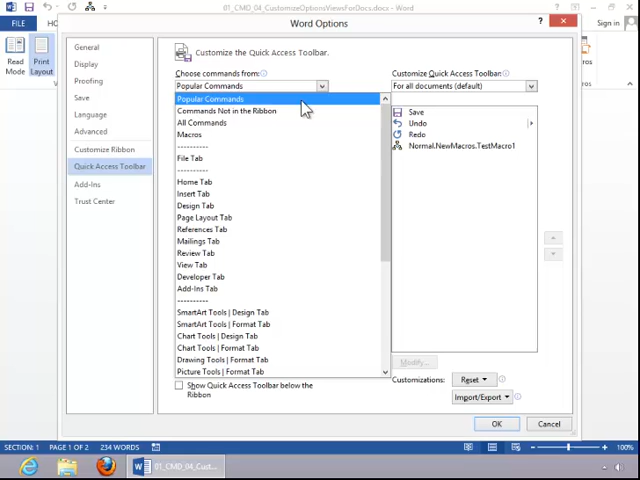 01_CMD_04_CustomizeOptionsViewsForDocs.docx - Word
FILE
HO
Sign in
Read Mode
Print Layout
Word Options
?
General
Display
Proofing
Save
Language
Advanced
Customize Ribbon
Quick Access Toolbar
Add-Ins
Trust Center
Customize the Quick Access Toolbar.
Choose commands from:
Popular Commands
Popular Commands
Commands Not in the Ribbon
All Commands
Macros
----------
File Tab
----------
Home Tab
Insert Tab
Design Tab
Page Layout Tab
References Tab
Mailings Tab
Review Tab
View Tab
Developer Tab
Add-Ins Tab
----------
SmartArt Tools | Design Tab
SmartArt Tools | Format Tab
Chart Tools | Design Tab
Chart Tools | Format Tab
Drawing Tools | Format Tab
Picture Tools | Format Tab
Show Quick Access Toolbar below the
Ribbon
Customize Quick Access Toolbar:
For all documents (default)
Save
Undo
Redo
Normal.NewMacros.TestMacro1
Modify...
Customizations:
Reset
Import/Export
OK
Cancel
SECTION: 1
PAGE 1 OF 2
234 WORDS
100%
01_CMD_04_Cust...